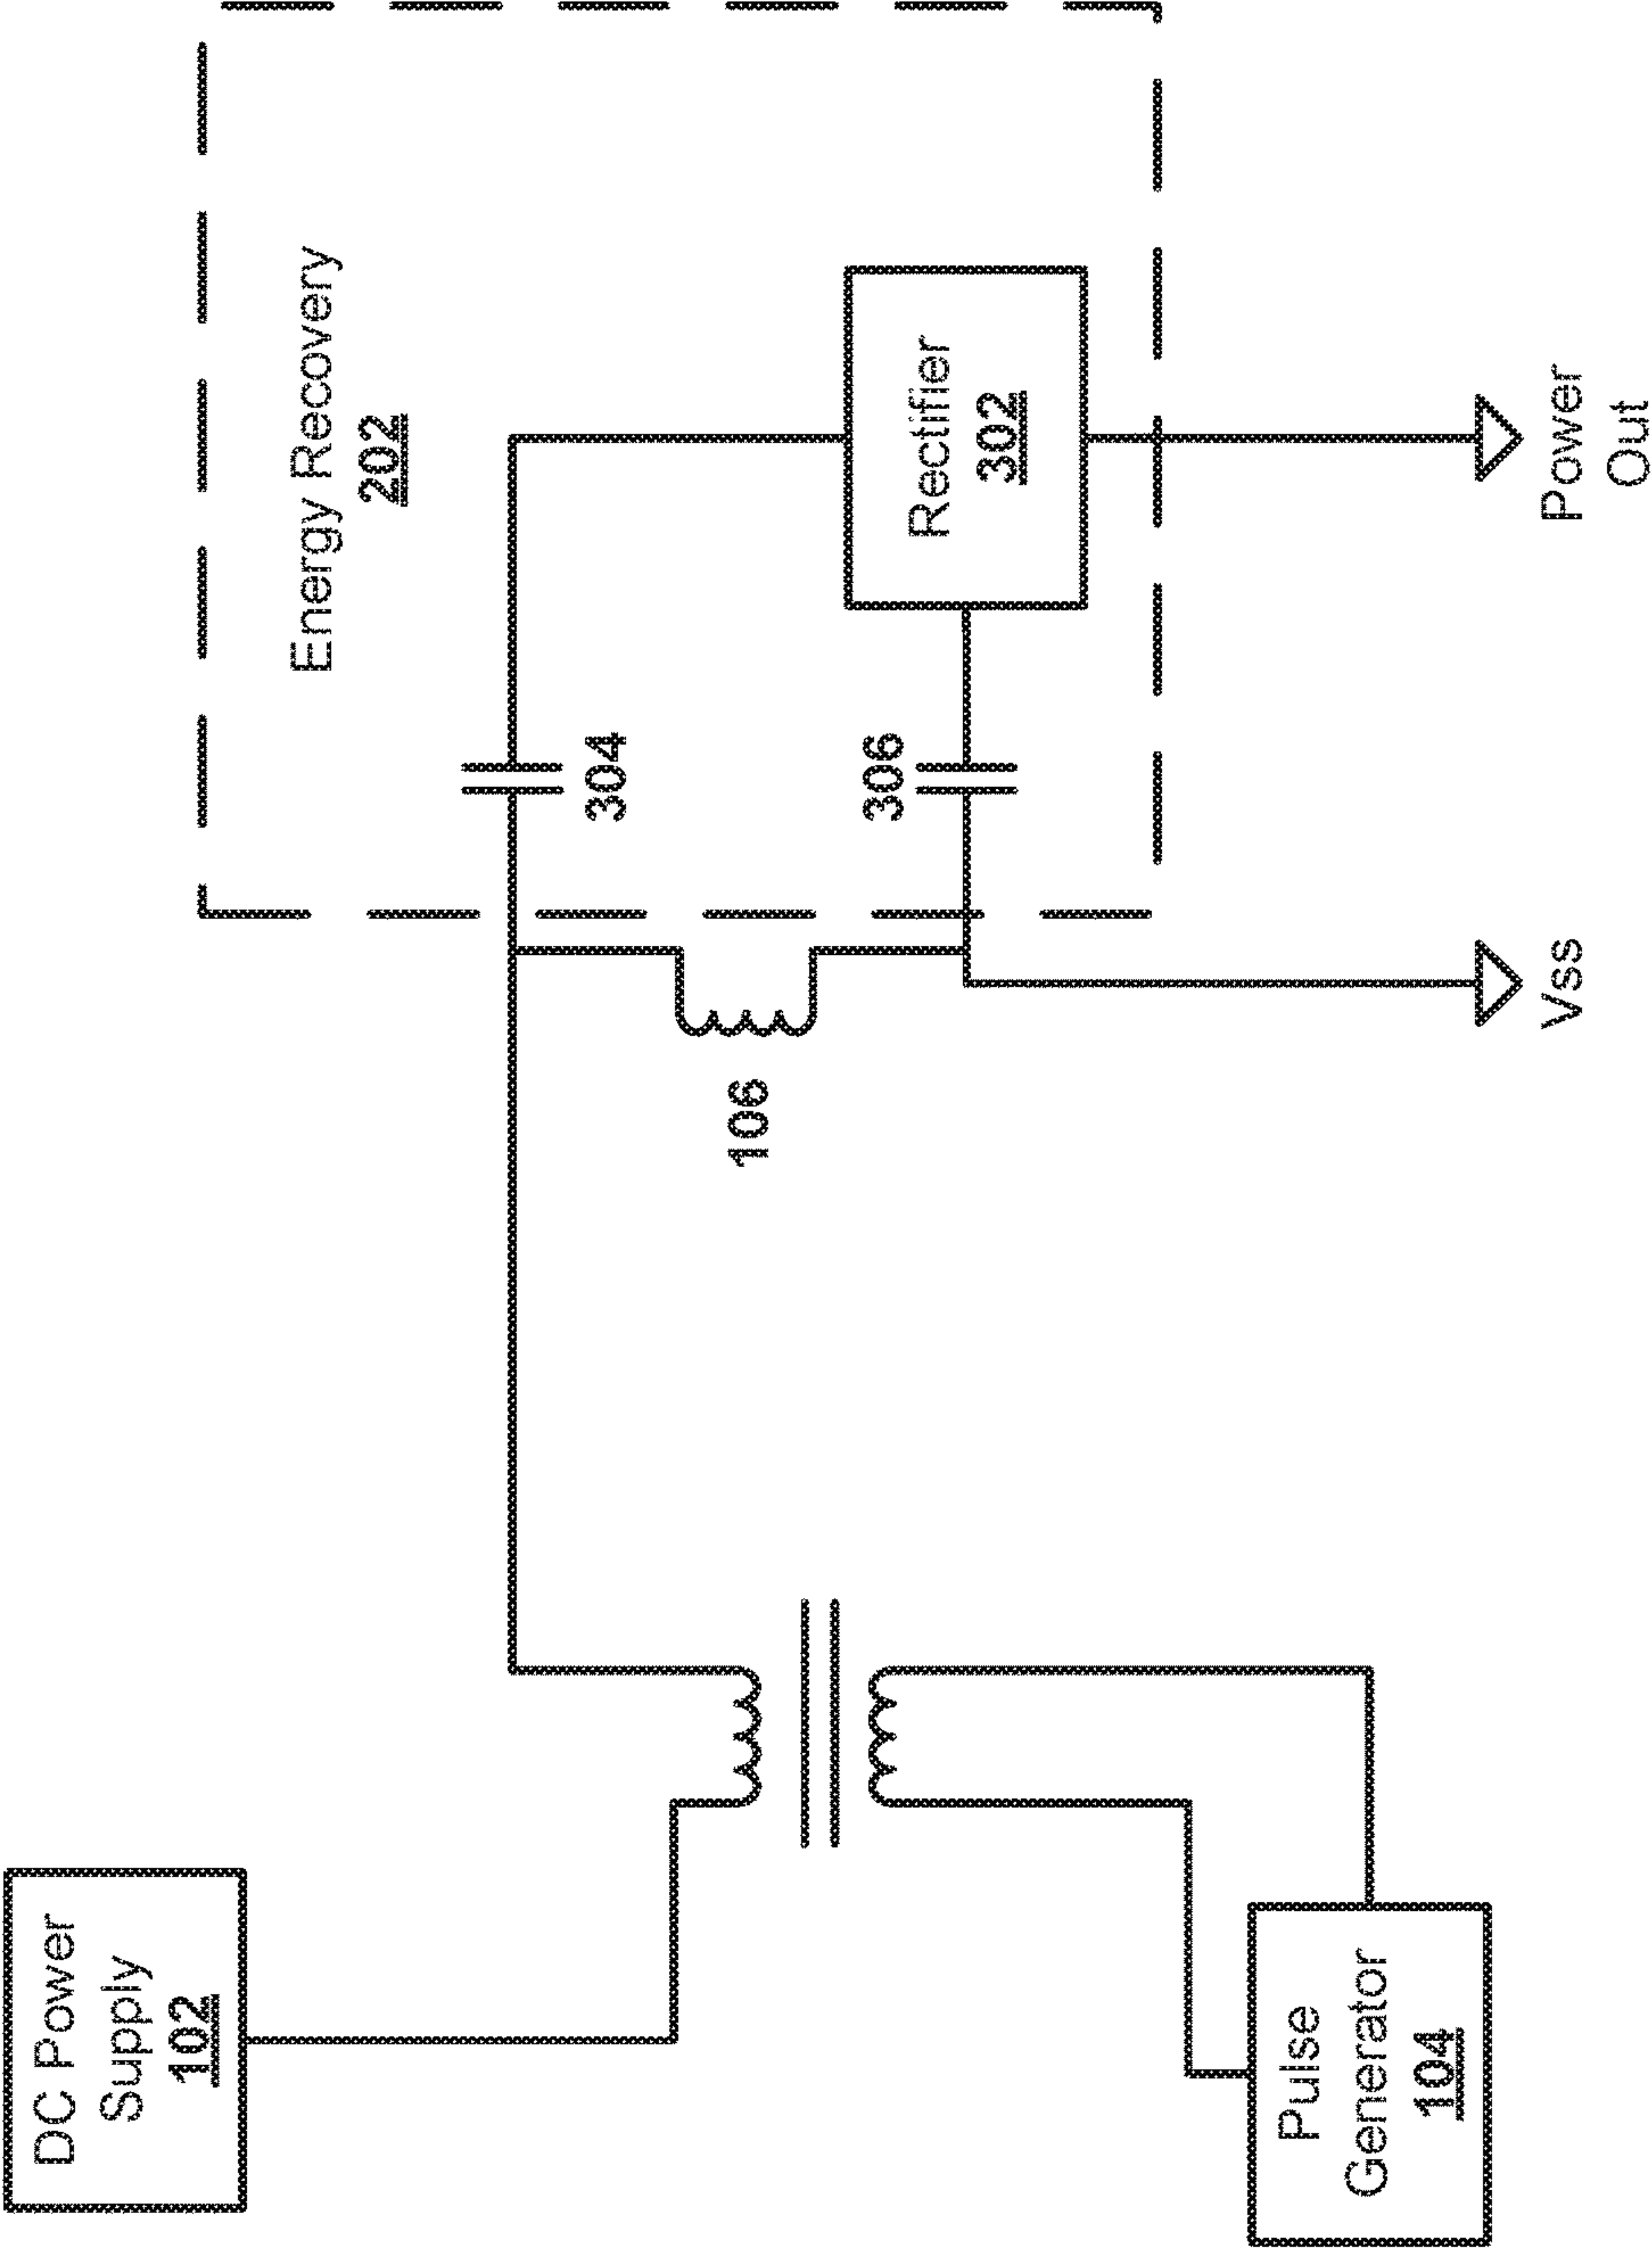 DC Power
Supply
102
Energy Recovery
202
304
106
306
Rectifier
302
Pulse
Generator
104
Vss
Power
Out